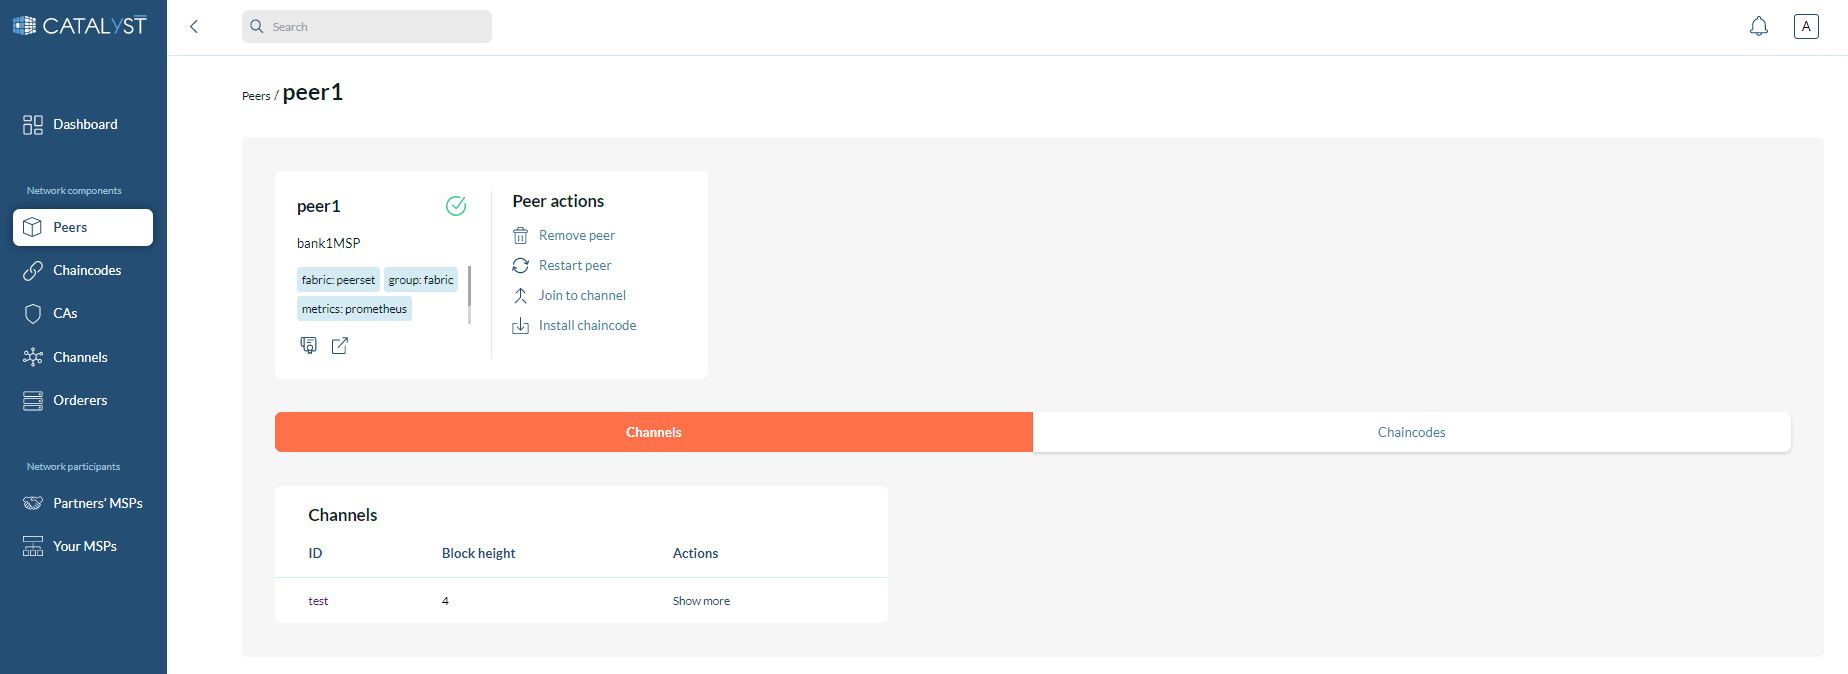 CATALYST
Search
A
Dashboard
Network components
Peers
Chaincodes
CAs
Channels
Orderers
Network participants
Partners’ MSPs
Your MSPs
Peers / peer1
peer1
bank1MSP
fabric: peerset group: fabric
metrics: prometheus
Peer actions
Remove peer
Restart peer
Join to channel
Install chaincode
Channels
Chaincodes
Channels
ID Block height Actions
test 4 Show more